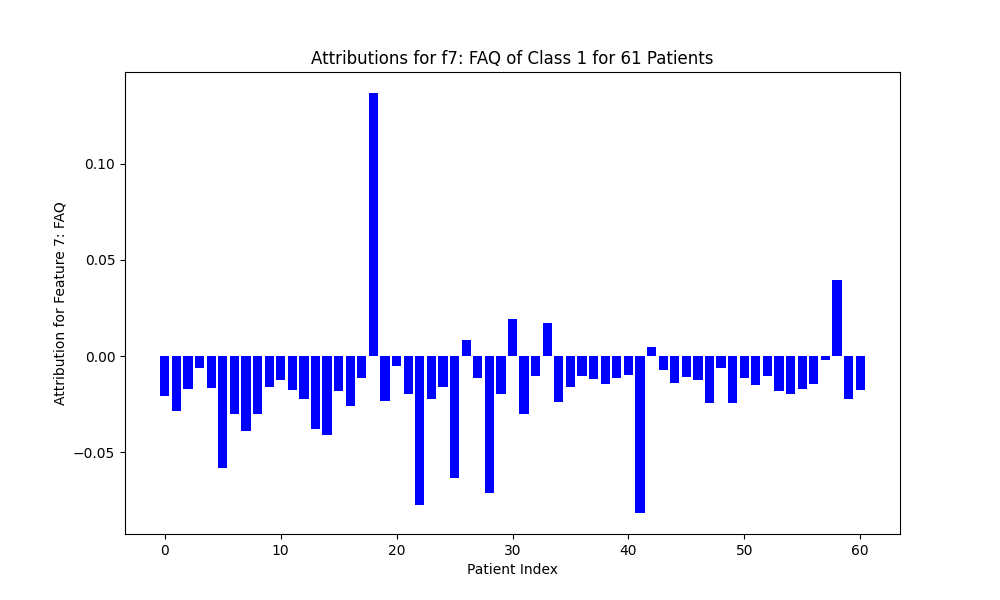 Attributions for f7: FAQ of Class 1 for 61 Patients
Attribution for Feature 7: FAQ
0.10
0.05
0.00
−0.05
0 10 20 30 40 50 60
Patient Index